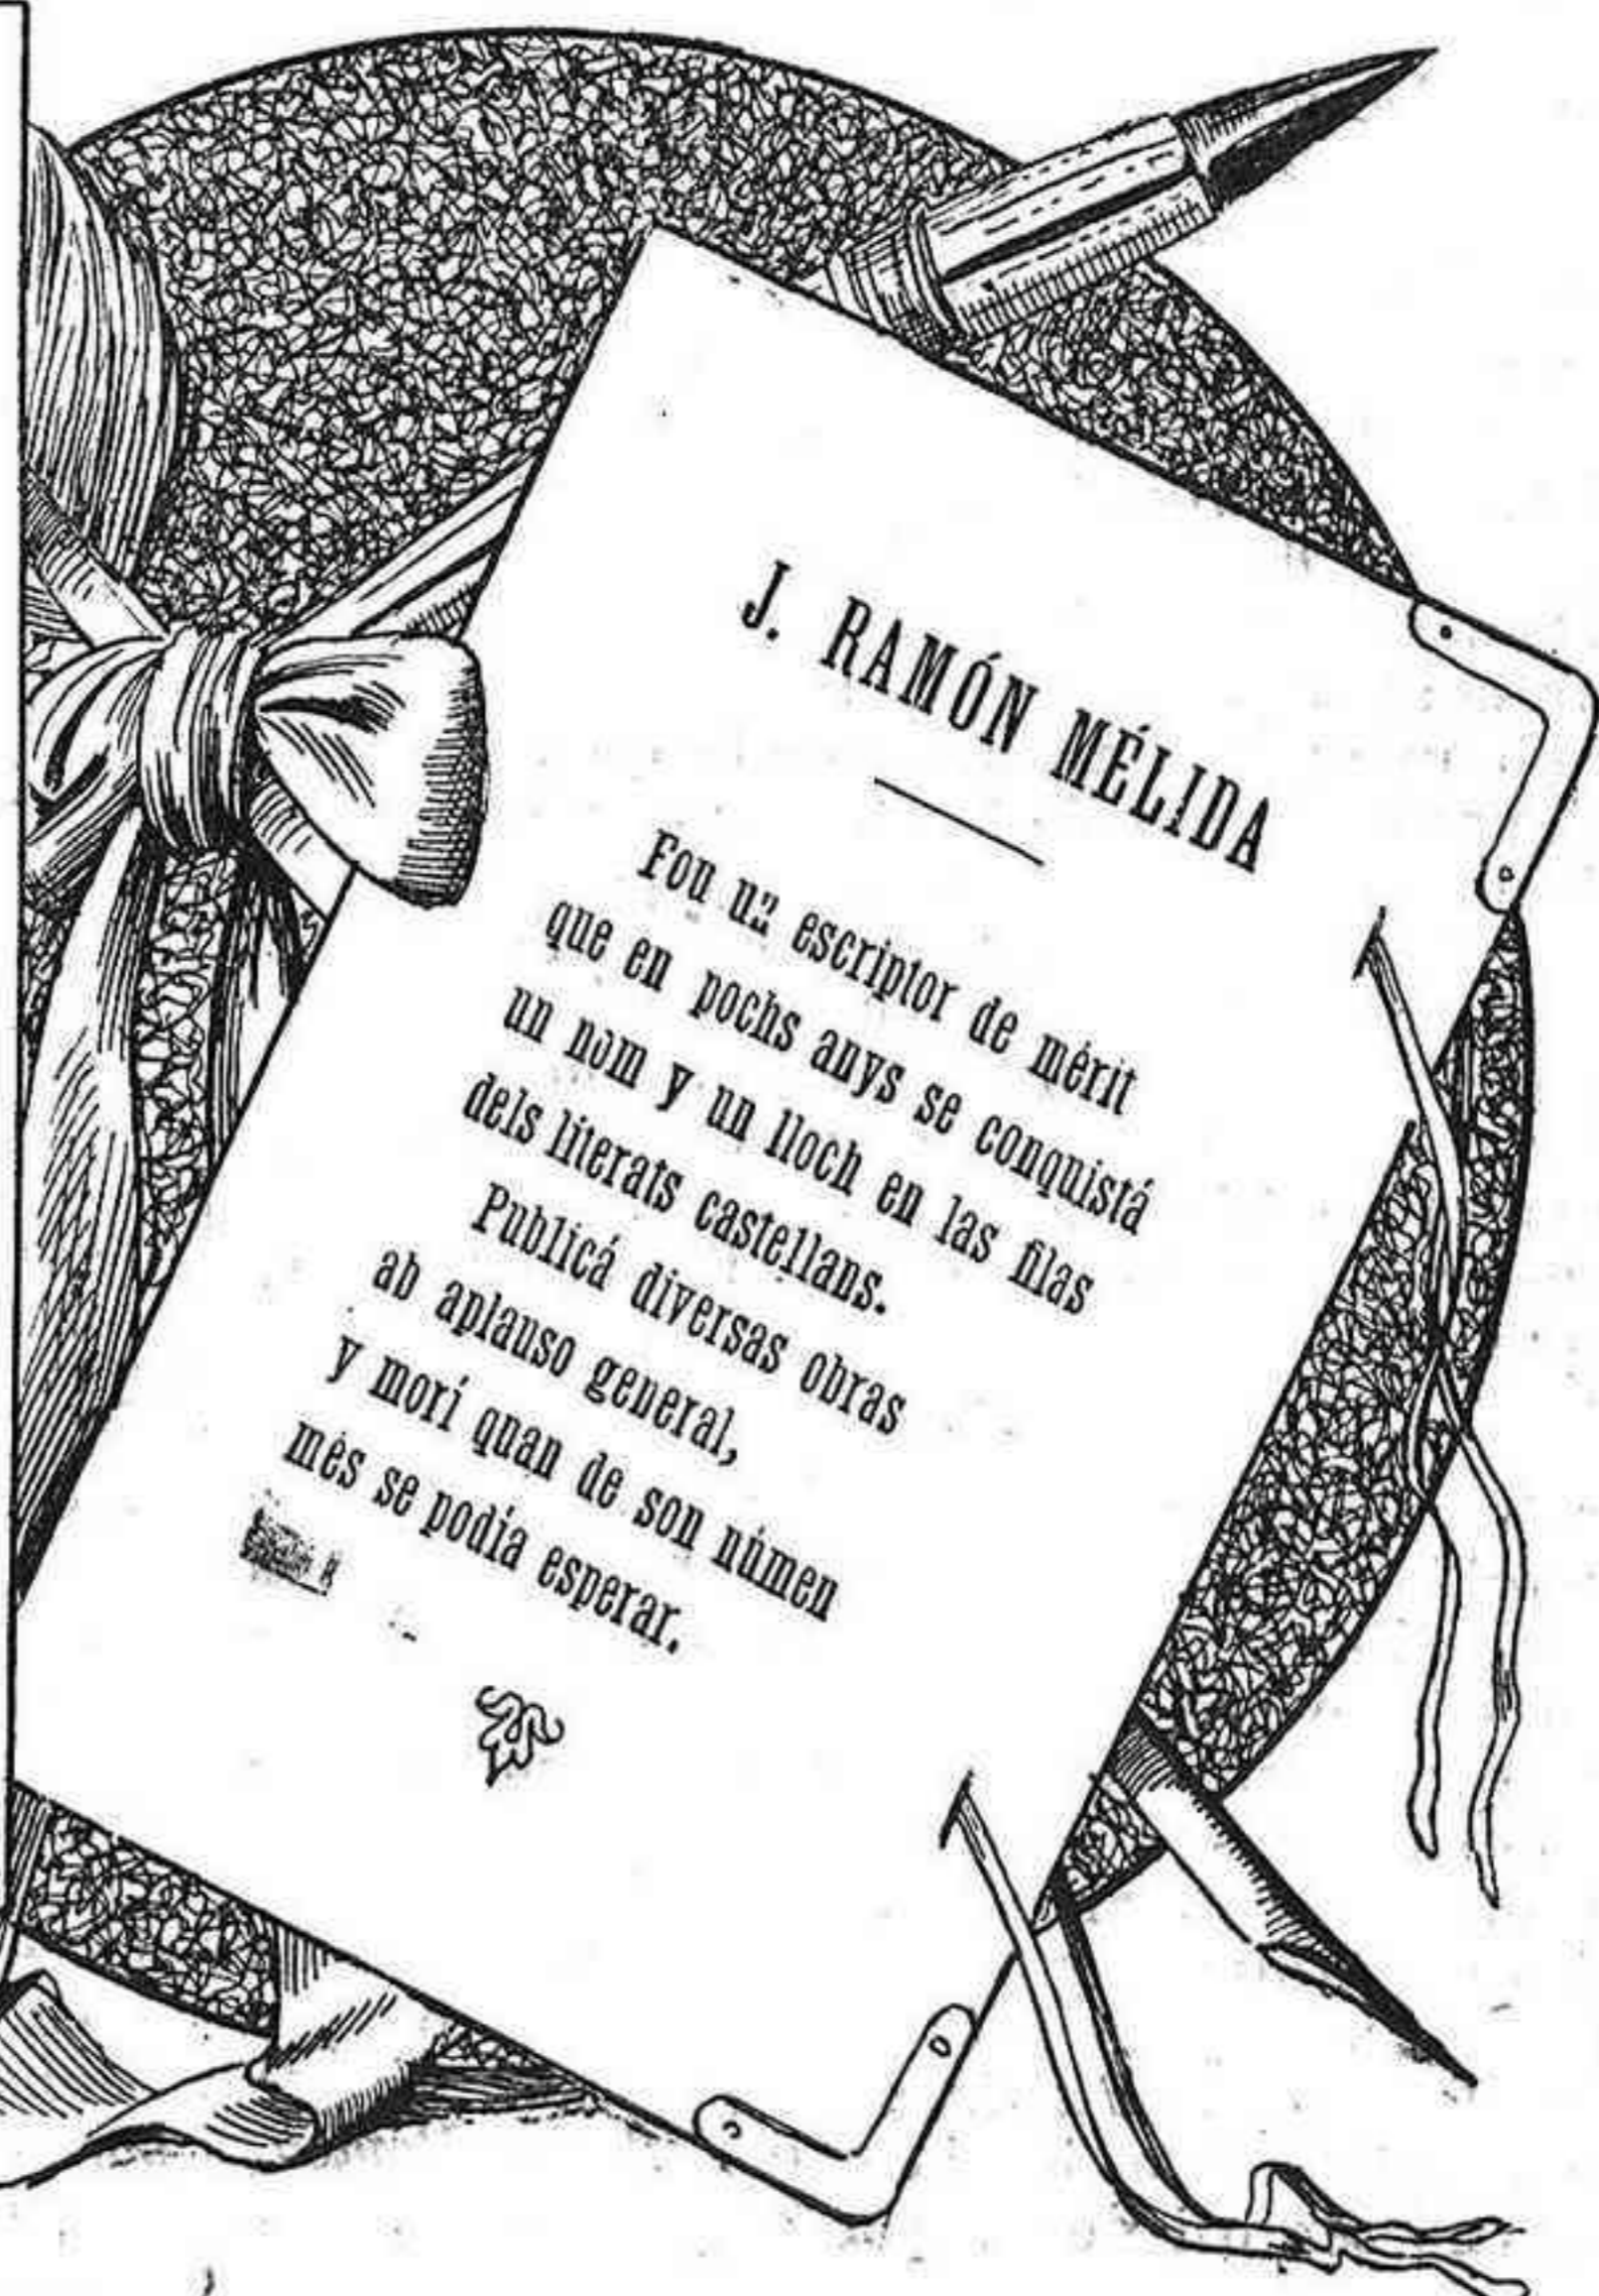 J. RAMÓN MÉLIDA
Fou un escriptor de mérit
que en pochs anys se conquistá
un nom y un lloch en las filas
dels literats castellans.
Publicá diversas obras
ab aplauso general,
y morí quan de son númen
més se podía esperar.